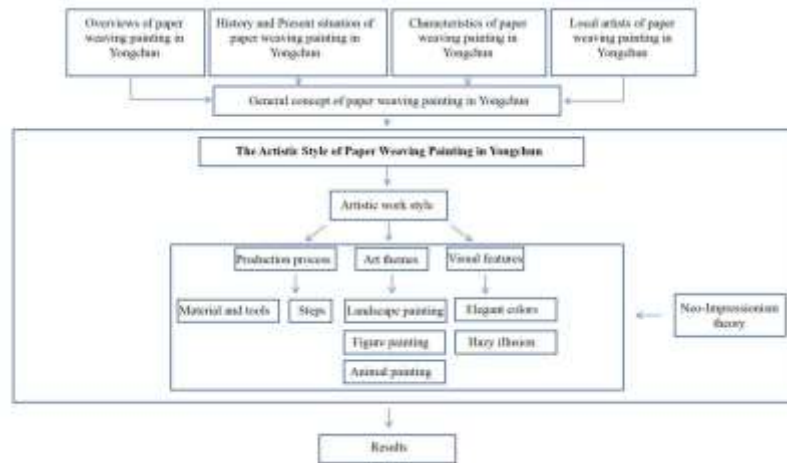 Overviews of paper
weaving painting in
Yongchun
History and Present situation of
paper weaving painting in
Yongchun
Characteristics of paper
weaving painting in
Yongchun
Local artists of paper
weaving painting in
Yongchun
General concept of paper weaving painting in Yongchun
The Artistic Style of Paper Weaving Painting in Yongchun
Artistic work style
Production process
Art themes
Visual features
Material and tools
Steps
Landscape painting
Elegant colors
Figure painting
Hazy illusion
Animal painting
Neo-Impressionism
theory
Results